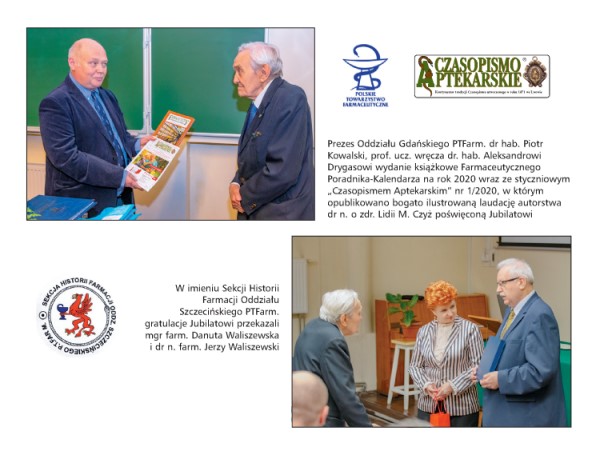 POLSKIE
TOWARZYSTWO
FARMACEUTYCZNE
CZASOPISMO
APTEKARSKIE
Prezes Oddziału Gdańskiego PTFarm. dr hab. Piotr
Kowalski, prof. ucz. wręcza dr. hab. Aleksandrowi
Drygasowi wydanie książkowe Farmaceutycznego
Poradnika-Kalendarza na rok 2020 wraz ze styczniowym
„Czasopismem Aptekarskim” nr 1/2020, w którym
opublikowano bogato ilustrowaną laudację autorstwa
dr n. o zdr. Lidii M. Czyż poświęconą Jubilatowi
SEKCJA HISTORII FARMACJI ODDZ. SZCZECIŃSKIEGO P.T.FAR M.
W imieniu Sekcji Historii
Farmacji Oddziału
Szczecińskiego PTFarm.
gratulacje Jubilatowi przekazali
mgr farm. Danuta Waliszewska
i dr n. farm. Jerzy Waliszewski